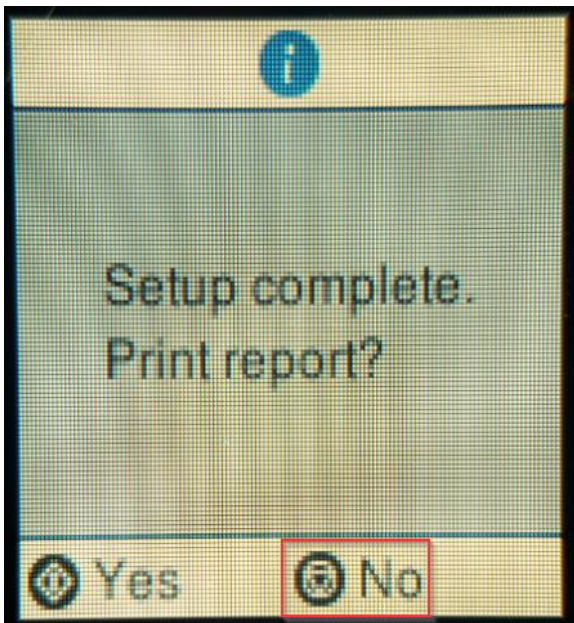 i
Setup complete.
Print report?
Yes No